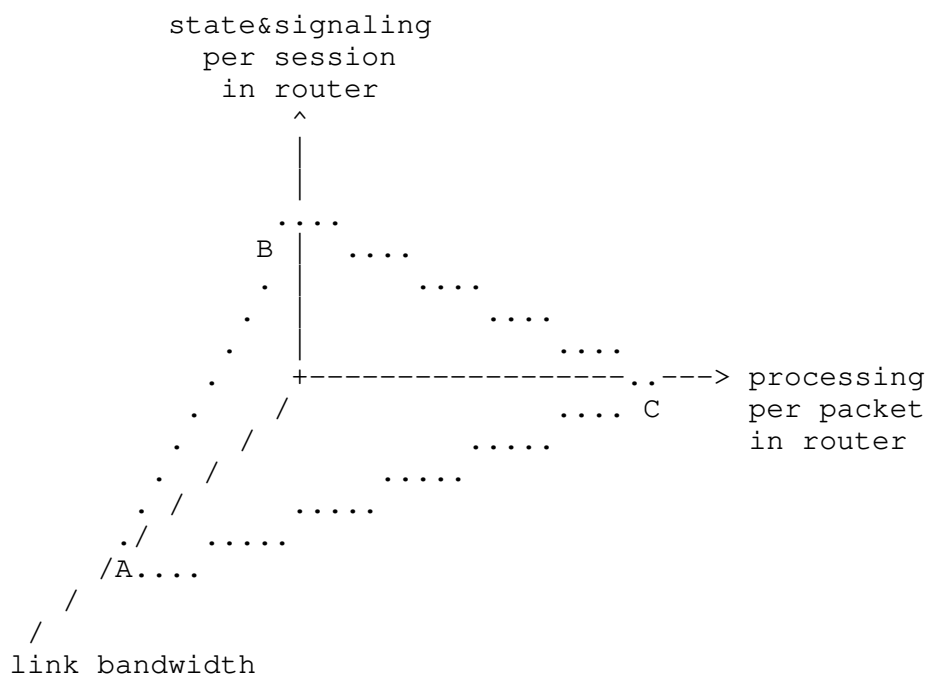 state&signaling
per session
in router
B
processing
C per packet
in router
A
link bandwidth